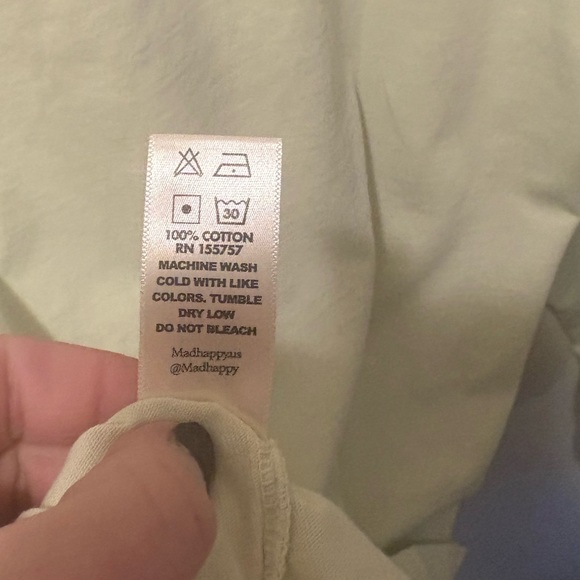 30
100% COTTON
RN 155757
MACHINE WASH
COLD WITH LIKE
COLORS. TUMBLE
DRY LOW
DO NOT BLEACH
Madhappy.us
@Madhappy